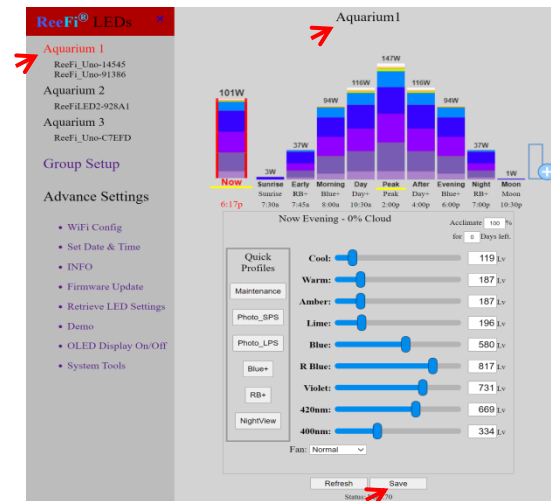 ReeFi® LEDs ×
Aquarium 1
ReeFi_Uno-14545
ReeFi_Uno-91386
Aquarium 2
ReeFiLED2-928A1
Aquarium 3
ReeFi_Uno-C7EFD
Group Setup
Advance Settings
WiFi Config
Set Date & Time
INFO
Firmware Update
Retrieve LED Settings
Demo
OLED Display On/Off
System Tools
Aquarium1
101W 3W 37W 94W 116W 147W 116W 94W 37W 1W
Now Sunrise Early Morning Day Peak After Evening Night Moon
Sunrise RB+ Blue+ Day+ Peak Day+ Blue+ RB+ Moon
6:17p 7:30a 7:45a 8:00a 10:30a 2:00p 4:00p 6:00p 7:00p 10:30p
Now Evening - 0% Cloud
Acclimate 100 %
for 0 Days left.
Quick
Profiles
Maintenance
Photo_SPS
Photo_LPS
Blue+
RB+
NightView
Cool: 119 Lv
Warm: 187 Lv
Amber: 187 Lv
Lime: 196 Lv
Blue: 580 Lv
R Blue: 817 Lv
Violet: 731 Lv
420nm: 669 Lv
400nm: 334 Lv
Fan: Normal
Refresh Save
Status: